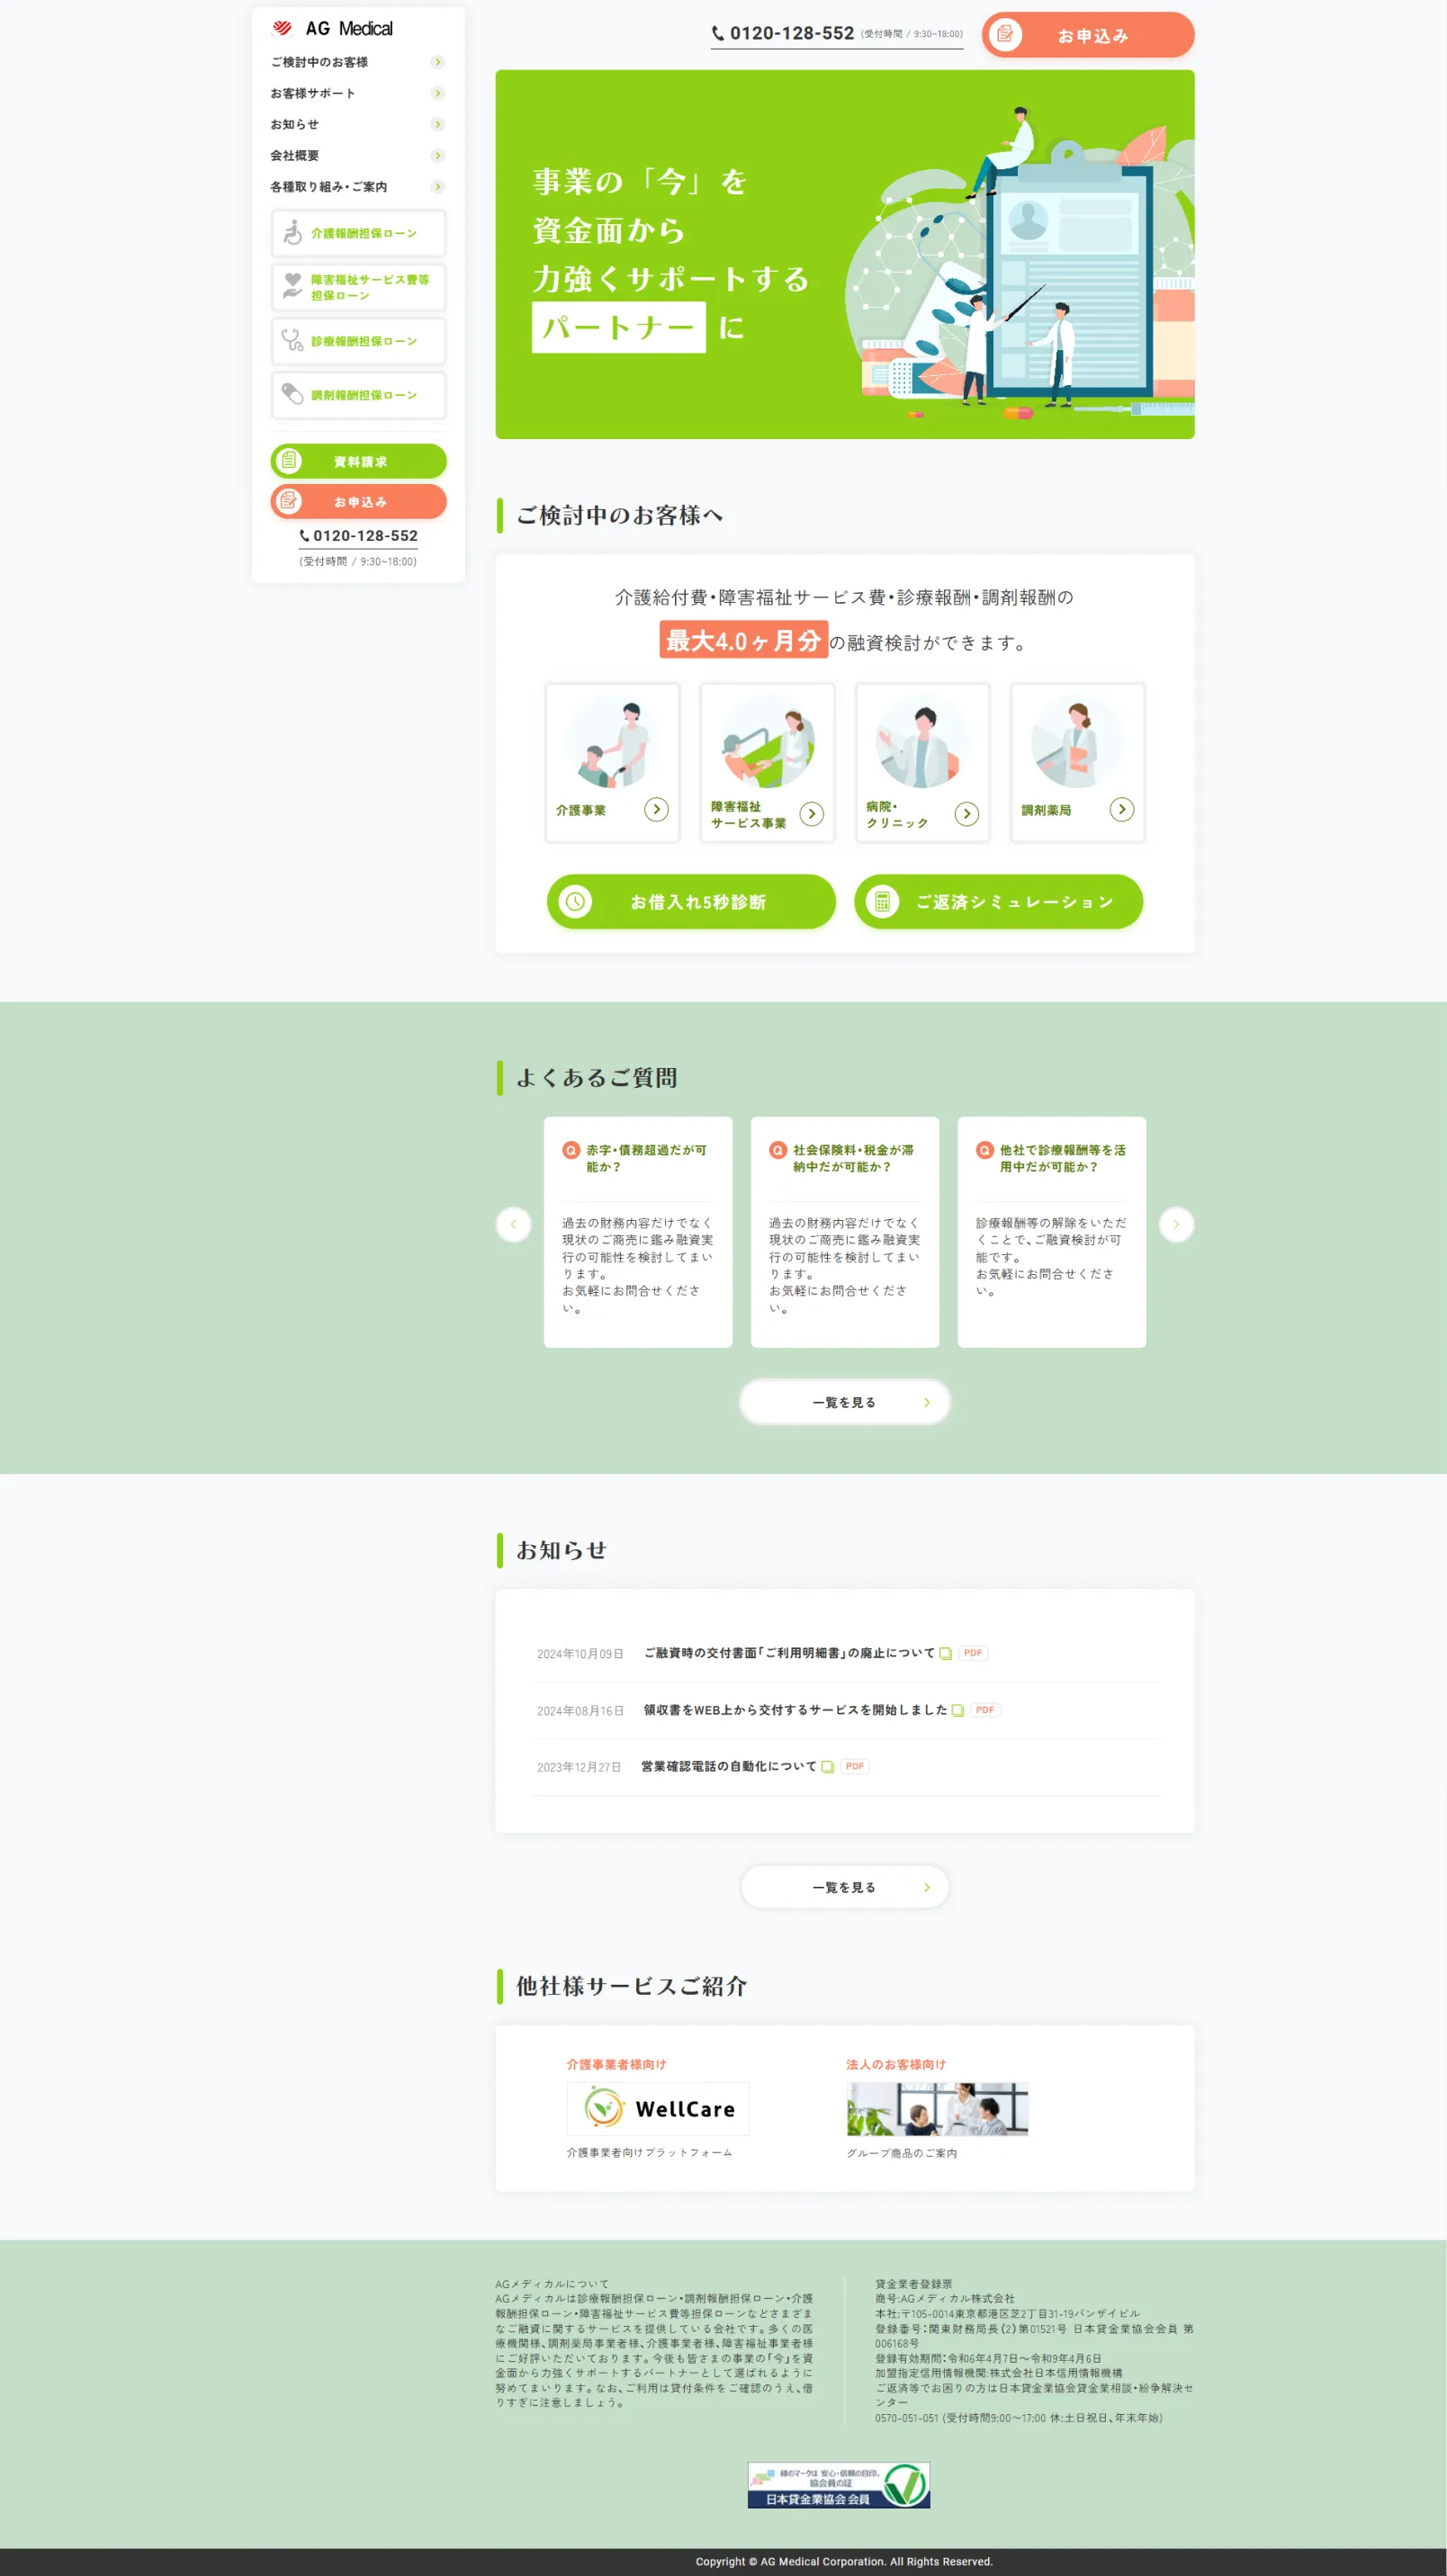 AG Medical
ご検討中のお客様
お客様サポート
お知らせ
会社概要
各種取り組み・ご案内
介護報酬担保ローン
障害福祉サービス費等
担保ローン
診療報酬担保ローン
調剤報酬担保ローン
資料請求
お申込み
0120-128-552
(受付時間 / 9:30~18:00)
0120-128-552 (受付時間 / 9:30~18:00)
お申込み
事業の「今」を
資金面から
力強くサポートする
パートナー に
ご検討中のお客様へ
介護給付費・障害福祉サービス費・診療報酬・調剤報酬の
最大4.0ヶ月分の融資検討ができます。
介護事業
障害福祉
サービス事業
病院・
クリニック
調剤薬局
お借入れ5秒診断
ご返済シミュレーション
よくあるご質問
Q 赤字・債務超過だが可
能か？
過去の財務内容だけでなく
現状のご商売に鑑み融資実
行の可能性を検討してまい
ります。
お気軽にお問合せくださ
い。
Q 社会保険料・税金が滞
納中だが可能か？
過去の財務内容だけでなく
現状のご商売に鑑み融資実
行の可能性を検討してまい
ります。
お気軽にお問合せくださ
い。
Q 他社で診療報酬等を活
用中だが可能か？
診療報酬等の解除をいただ
くことで、ご融資検討が可
能です。
お気軽にお問合せくださ
い。
一覧を見る
お知らせ
2024年10月09日 ご融資時の交付書面「ご利用明細書」の廃止について PDF
2024年08月16日 領収書をWEB上から交付するサービスを開始しました PDF
2023年12月27日 営業確認電話の自動化について PDF
一覧を見る
他社様サービスご紹介
介護事業者様向け
WellCare
介護事業者向けプラットフォーム
法人のお客様向け
グループ商品のご案内
AGメディカルについて
AGメディカルは診療報酬担保ローン・調剤報酬担保ローン・介護
報酬担保ローン・障害福祉サービス費等担保ローンなどさまざま
なご融資に関するサービスを提供している会社です。多くの医
療機関様、調剤薬局事業者様、介護事業者様、障害福祉事業者様
にご好評いただいております。今後も皆さまの事業の「今」を資
金面から力強くサポートするパートナーとして選ばれるように
努めてまいります。なお、ご利用は貸付条件をご確認のうえ、借
りすぎに注意しましょう。
貸金業者登録票
商号:AGメディカル株式会社
本社:〒105-0014東京都港区芝2丁目31-19バンザイビル
登録番号：関東財務局長（2）第01521号 日本貸金業協会会員 第
006168号
登録有効期間：令和6年4月7日～令和9年4月6日
加盟指定信用情報機関:株式会社日本信用情報機構
ご返済等でお困りの方は日本貸金業協会貸金業相談・紛争解決セ
ンター
0570-051-051 (受付時間9:00～17:00 休:土日祝日、年末年始)
緑のマークは 安心・信頼の目印。
協会員の証
日本貸金業協会会員
Copyright © AG Medical Corporation. All Rights Reserved.